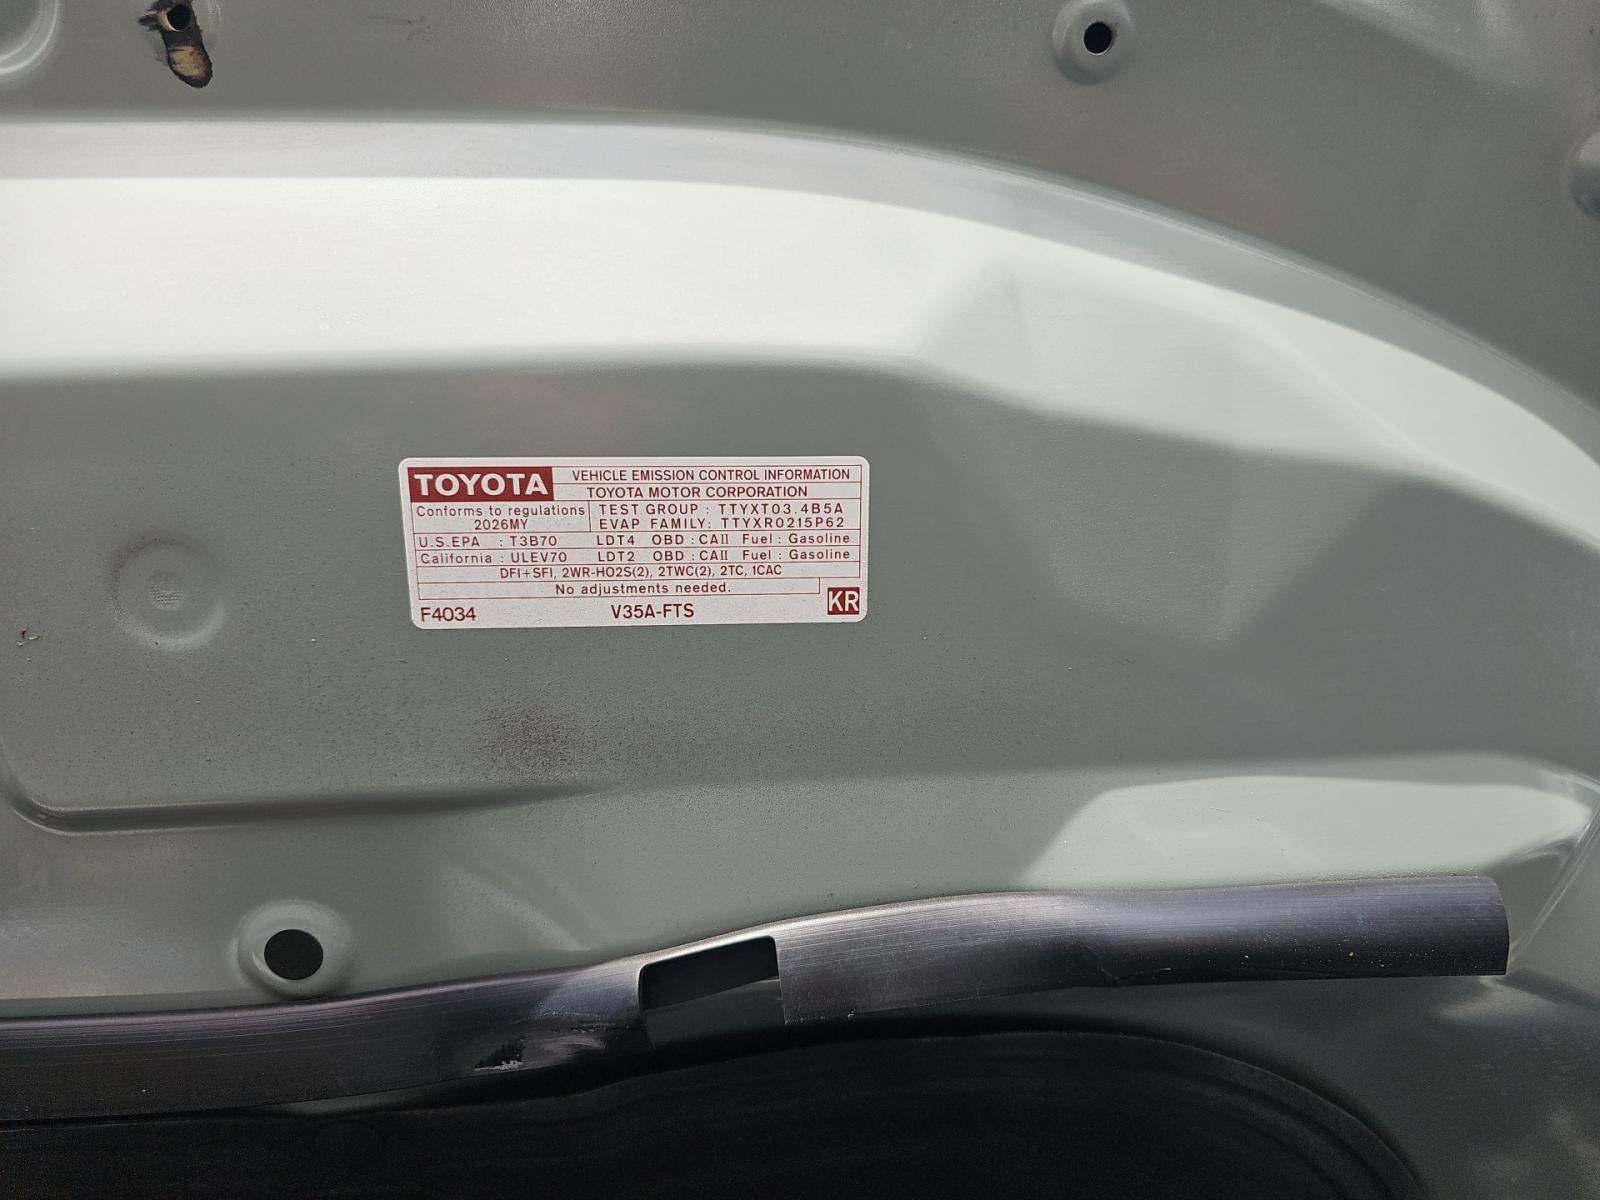 TOYOTA VEHICLE EMISSION CONTROL INFORMATION
TOYOTA MOTOR CORPORATION
Conforms to regulations
2026MY
TEST GROUP : TTYXT03.4B5A
EVAP FAMILY: TTYXR0215P62
U.S.EPA : T3B70 LDT4 OBD : CAII Fuel : Gasoline
California : ULEV70 LDT2 OBD : CAII Fuel : Gasoline
DFI+SFI, 2WR-HO2S(2), 2TWC(2), 2TC, 1CAC
No adjustments needed.
F4034 V35A-FTS KR